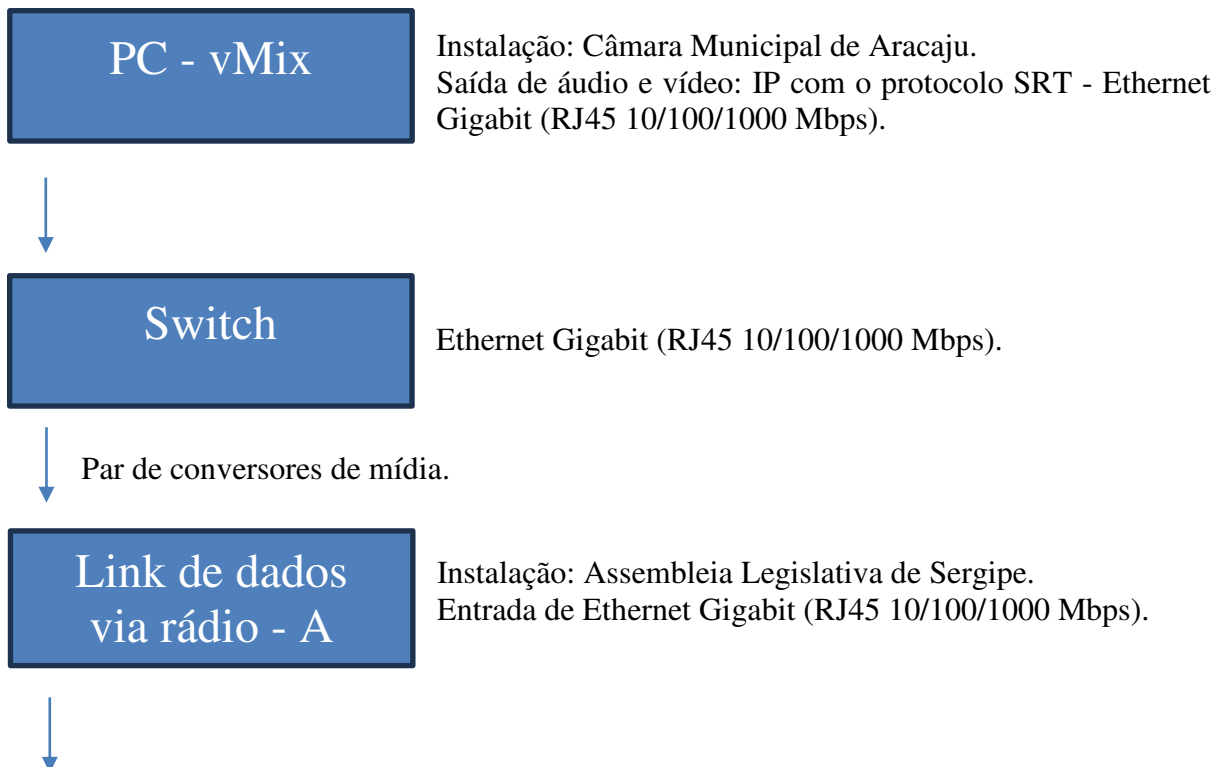 PC - vMix
Instalação: Câmara Municipal de Aracaju.
Saída de áudio e vídeo: IP com o protocolo SRT - Ethernet
Gigabit (RJ45 10/100/1000 Mbps).
Switch
Ethernet Gigabit (RJ45 10/100/1000 Mbps).
Par de conversores de mídia.
Link de dados
via rádio - A
Instalação: Assembleia Legislativa de Sergipe.
Entrada de Ethernet Gigabit (RJ45 10/100/1000 Mbps).